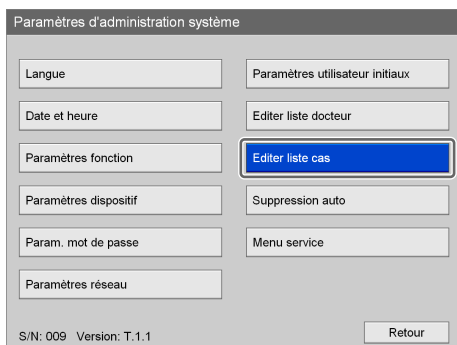 Paramètres d'administration système
Langue
Paramètres utilisateur initiaux
Date et heure
Editer liste docteur
Paramètres fonction
Editer liste cas
Paramètres dispositif
Suppression auto
Param. mot de passe
Menu service
Paramètres réseau
S/N: 009 Version: T.1.1
Retour